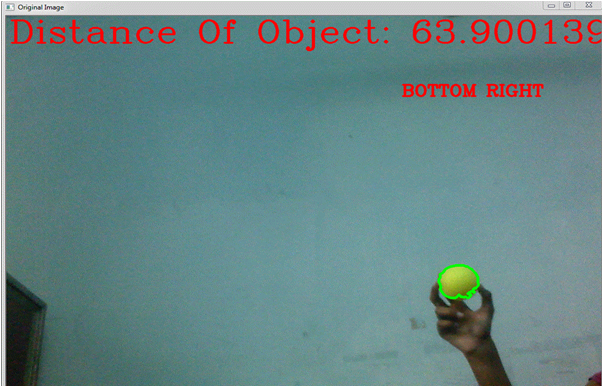 Original Image
Distance Of Object: 63.900139
BOTTOM RIGHT